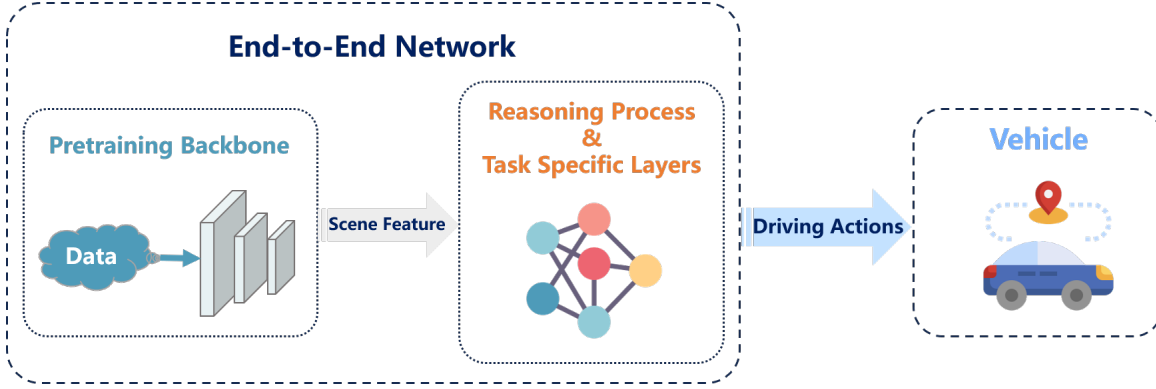 End-to-End Network
Pretraining Backbone
Data
Scene Feature
Reasoning Process
&
Task Specific Layers
Driving Actions
Vehicle